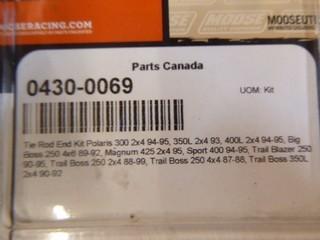 OSERACING.COM
MOOSE
MOOSEUTI
Parts Canada
0430-0069
UOM: Kit
Tie Rod End Kit Polaris 300 2x4 94-95, 350L 2x4 93, 400L 2x4 94-95, Big
Boss 250 4x6 89-92, Magnum 425 2x4 95, Sport 400 94-95, Trail Blazer 250
90-95, Trail Boss 250 2x4 88-99, Trail Boss 250 4x4 87-88, Trail Boss 350L
2x4 90-92